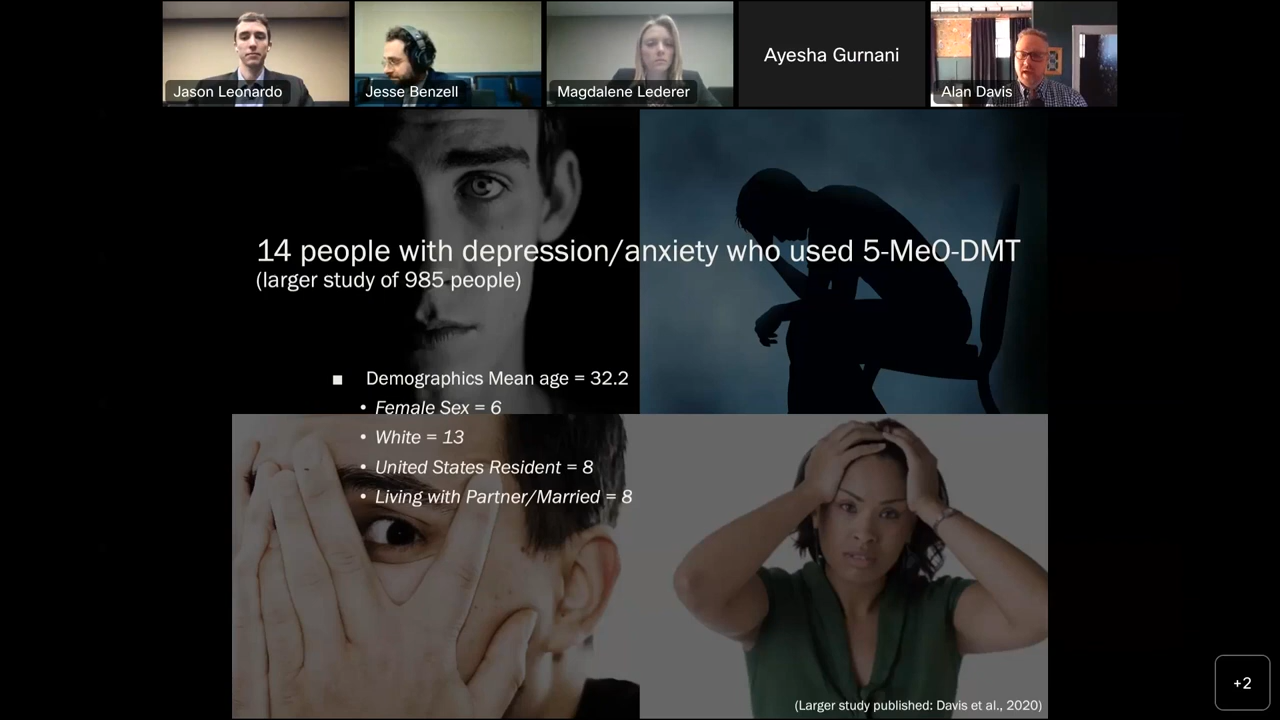 Jason Leonardo
Jesse Benzell
Magdalene Lederer
Ayesha Gurnani
Alan Davis
14 people with depression/anxiety who used 5-MeO-DMT
(larger study of 985 people)
■ Demographics Mean age = 32.2
• Female Sex = 6
• White = 13
• United States Resident = 8
• Living with Partner/Married = 8
(Larger study published: Davis et al., 2020)
+2